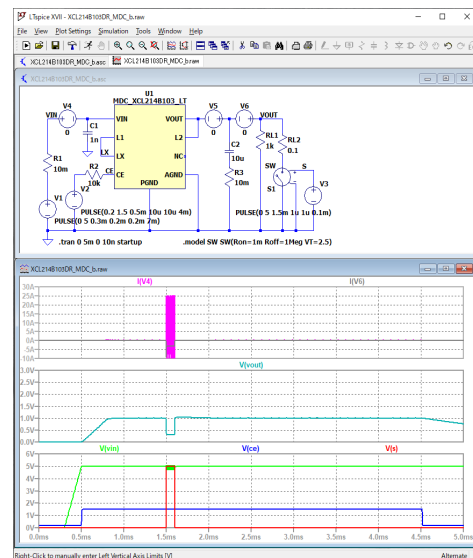 LTspice XVII - XCL214B103DR_MDC_b.raw
File View Plot Settings Simulation Tools Window Help
XCL214B103DR_MDC_b.asc XCL214B103DR_MDC_b.raw
XCL214B103DR_MDC_b.asc
U1
MDC_XCL214B103_LT
V4 V5 V6
VIN VIN VOUT VOUT
0 0 0
C1
1n
L1 L2
RL1
1k
RL2
0.1
C2
10u
R1
10m
LX LX NC
R2 CE CE AGND
10k
R3
10m
SW S
S1
V3
V2
PGND
V1
PULSE(0.2 1.5 0.5m 10u 10u 4m)
PULSE(0 5 1.5m 1u 1u 0.1m)
PULSE(0 5 0.3m 0.2m 0.2m 7m)
.tran 0 5m 0 10n startup
.model SW SW(Ron=1m Roff=1Meg VT=2.5)
XCL214B103DR_MDC_b.raw
I(V4) I(V6)
30A
25A
20A
15A
10A
5A
0A
-5A
-10A
V(vout)
3.0V
2.5V
2.0V
1.5V
1.0V
0.5V
0.0V
V(vin) V(ce) V(s)
6V
5V
4V
3V
2V
1V
0V
0.0ms 0.5ms 1.0ms 1.5ms 2.0ms 2.5ms 3.0ms 3.5ms 4.0ms 4.5ms 5.0ms
Right-Click to manually enter Left Vertical Axis Limits [V] Alternate